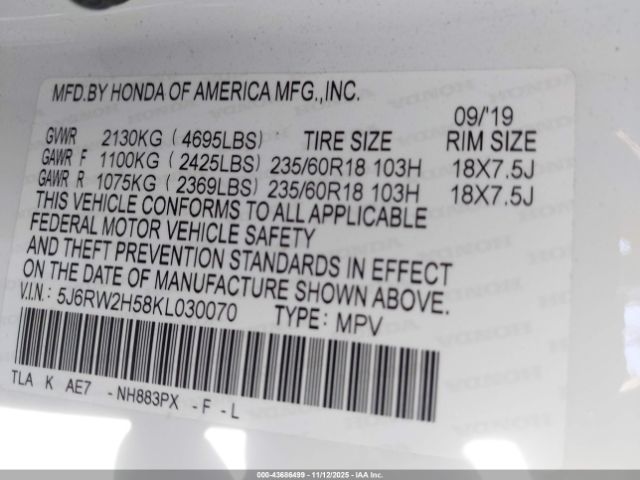 MFD.BY HONDA OF AMERICA MFG.,INC.
09/'19
GVWR 2130KG (4695LBS) TIRE SIZE RIM SIZE
GAWR F 1100KG (2425LBS) 235/60R18 103H 18X7.5J
GAWR R 1075KG (2369LBS) 235/60R18 103H 18X7.5J
THIS VEHICLE CONFORMS TO ALL APPLICABLE
FEDERAL MOTOR VEHICLE SAFETY
AND THEFT PREVENTION STANDARDS IN EFFECT
ON THE DATE OF MANUFACTURE SHOWN ABOVE.
V.I.N.: 5J6RW2H58KL030070 TYPE: MPV
TLA K AE7 -NH883PX -F-L
000-43686499 - 11/12/2025 - IAAI.COM